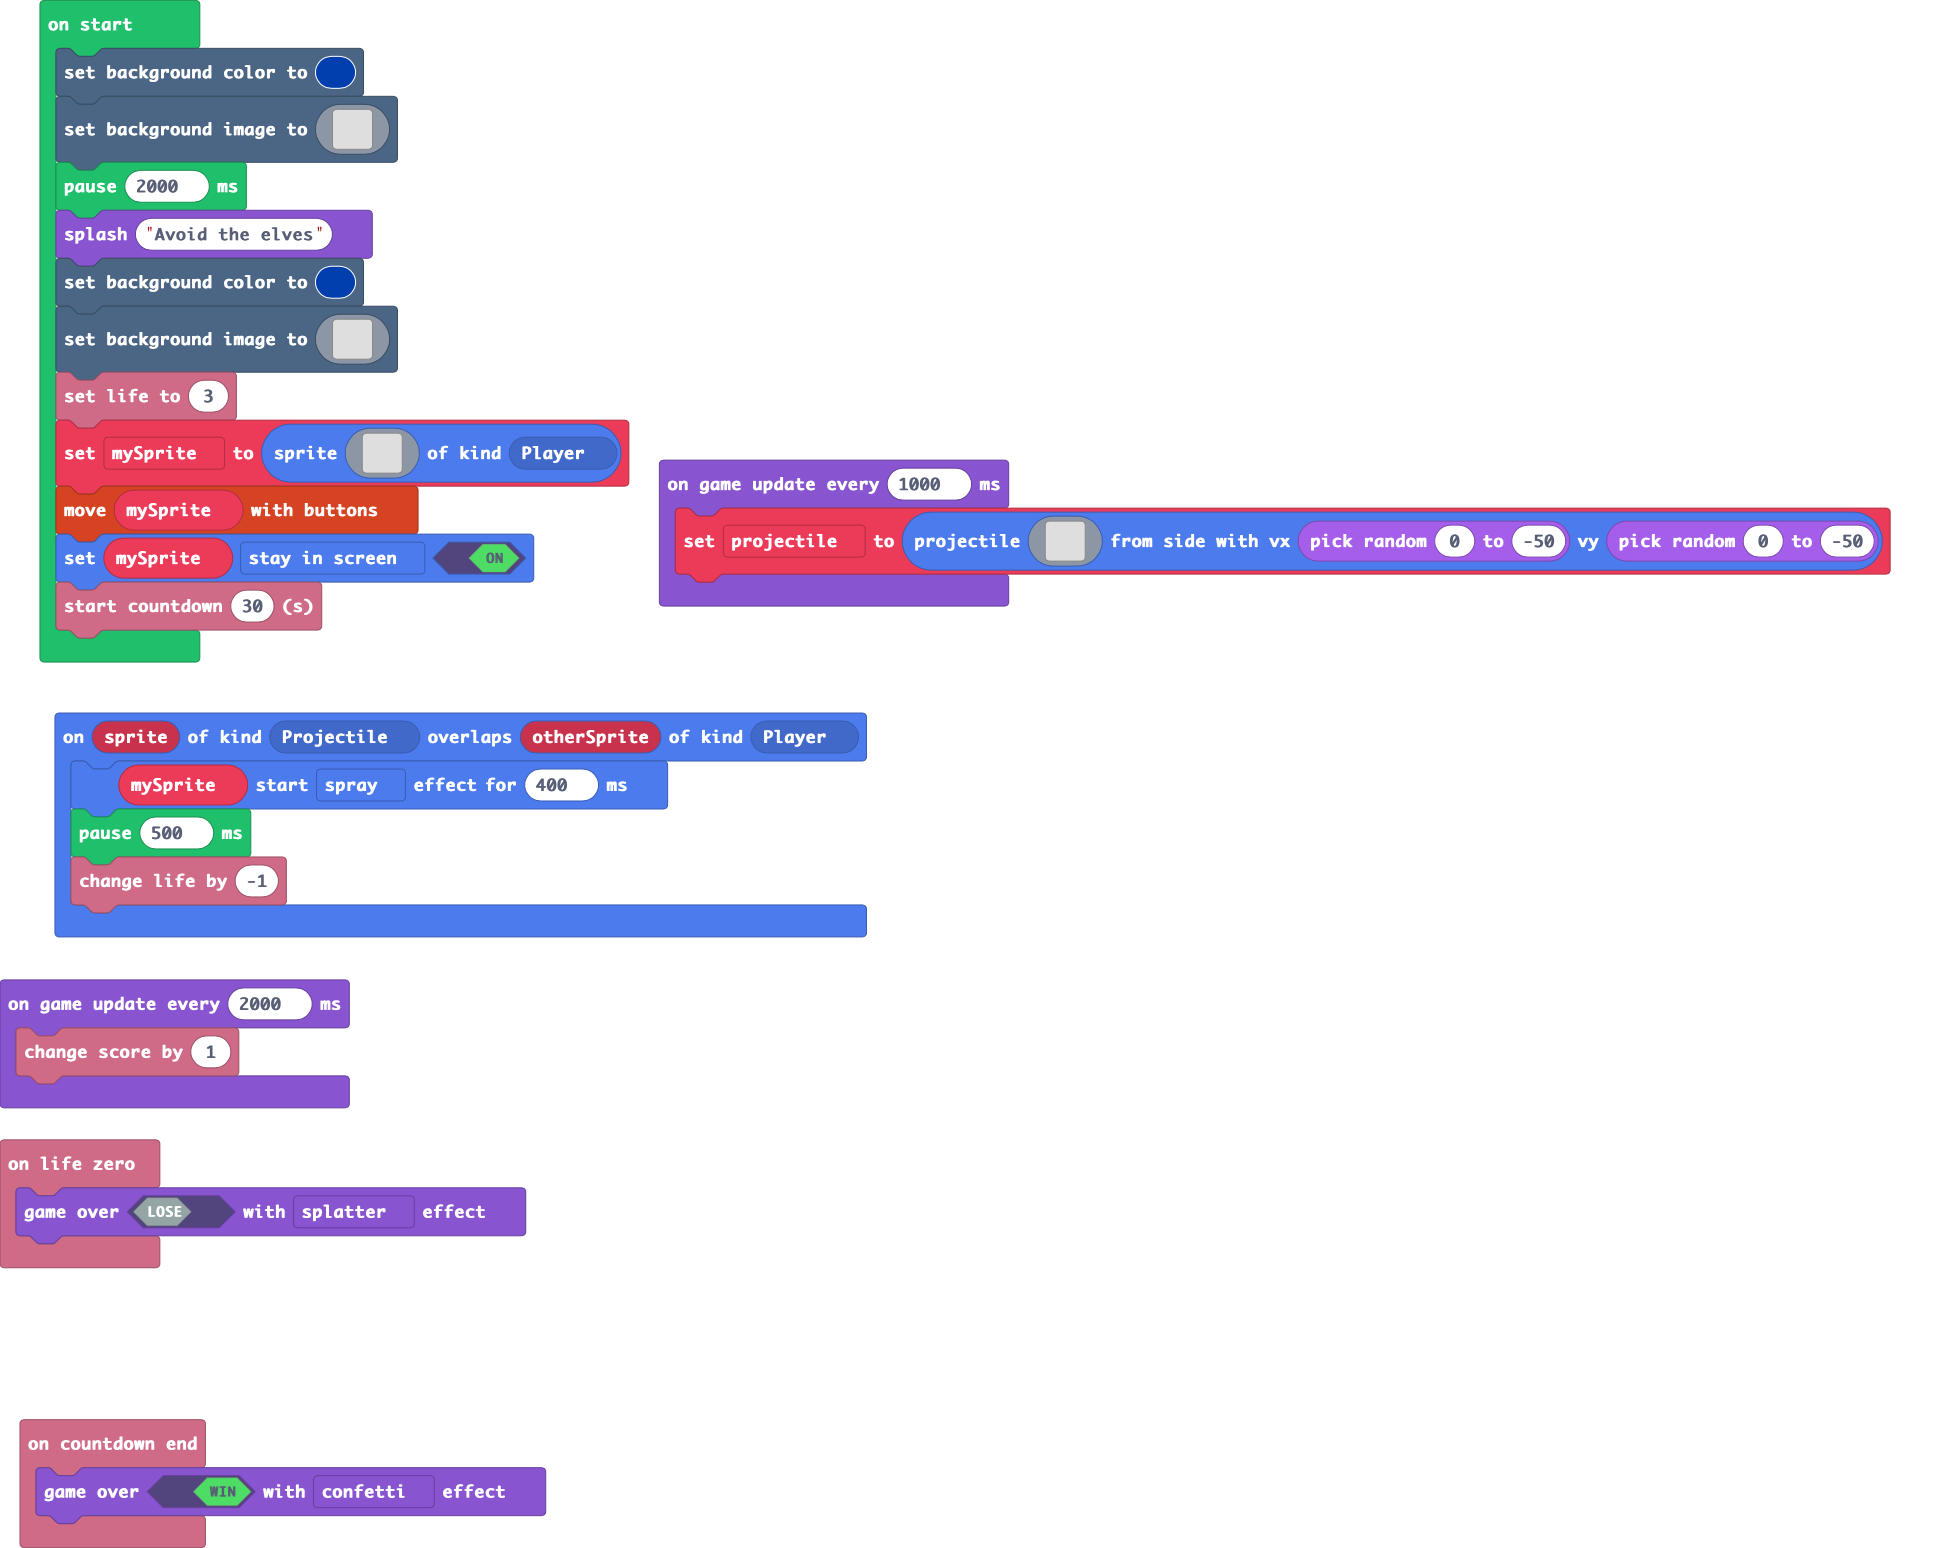 on start
set background color to
set background image to
pause 2000 ms
splash "Avoid the elves"
set background color to
set background image to
set life to 3
set mySprite to sprite of kind Player
move mySprite with buttons
set mySprite stay in screen ON
start countdown 30 (s)
on game update every 1000 ms
set projectile to projectile from side with vx pick random 0 to -50 vy pick random 0 to -50
on sprite of kind Projectile overlaps otherSprite of kind Player
mySprite start spray effect for 400 ms
pause 500 ms
change life by -1
on game update every 2000 ms
change score by 1
on life zero
game over LOSE with splatter effect
on countdown end
game over WIN with confetti effect